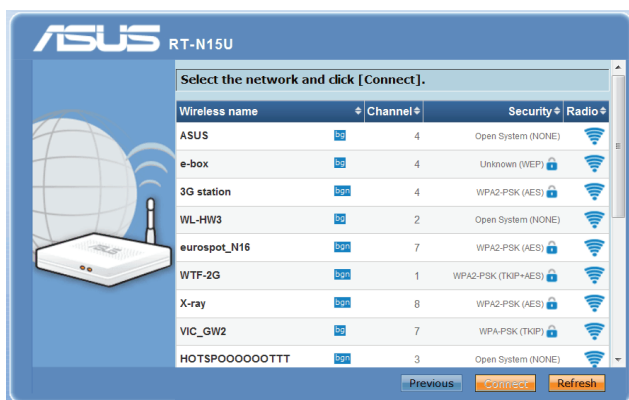 ASUS RT-N15U
Select the network and click [Connect].
Wireless name Channel Security Radio
ASUS bg 4 Open System (NONE)
e-box bg 4 Unknown (WEP)
3G station bgn 4 WPA2-PSK (AES)
WL-HW3 bg 2 Open System (NONE)
eurospot_N16 bgn 7 WPA2-PSK (AES)
WTF-2G bgn 1 WPA2-PSK (TKIP+AES)
X-ray bgn 8 WPA2-PSK (AES)
VIC_GW2 bg 7 WPA-PSK (TKIP)
HOTSPOOOOOOTTT bgn 3 Open System (NONE)
ASUS
Previous Connect Refresh